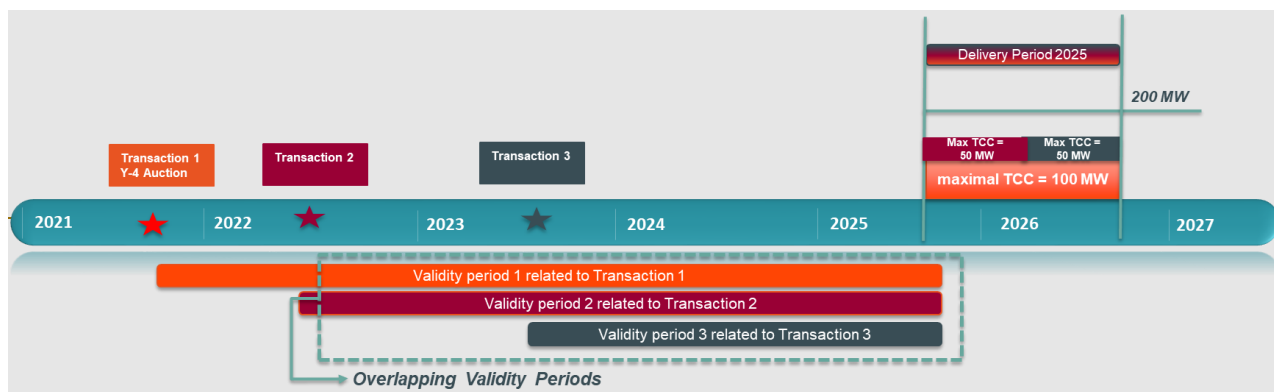 Delivery Period 2025
200 MW
Transaction 1
Y-4 Auction
Transaction 2
Transaction 3
Max TCC =
50 MW
Max TCC =
50 MW
maximal TCC = 100 MW
2021
2022
2023
2024
2025
2026
2027
Validity period 1 related to Transaction 1
Validity period 2 related to Transaction 2
Validity period 3 related to Transaction 3
Overlapping Validity Periods